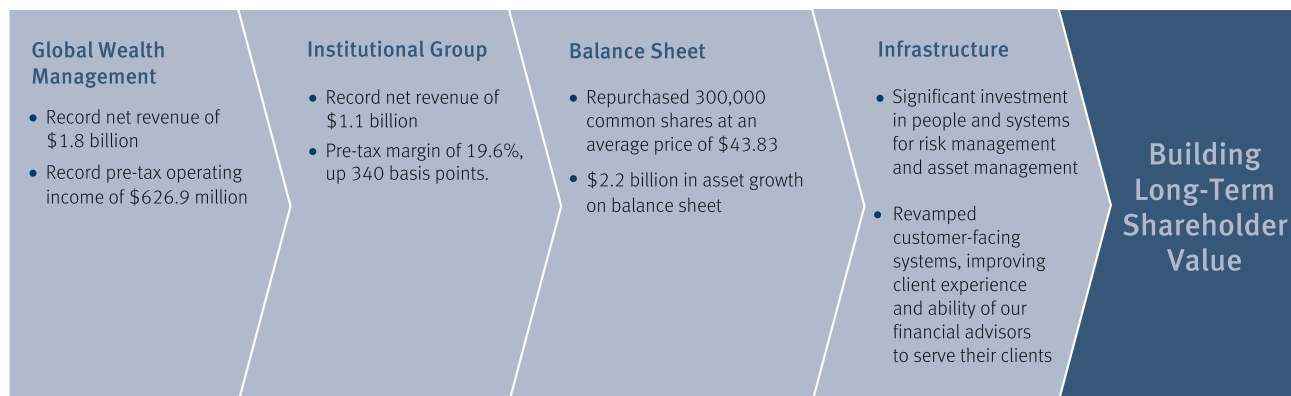 Global Wealth
Management
• Record net revenue of
$1.8 billion
• Record pre-tax operating
income of $626.9 million
Institutional Group
• Record net revenue of
$1.1 billion
• Pre-tax margin of 19.6%,
up 340 basis points.
Balance Sheet
• Repurchased 300,000
common shares at an
average price of $43.83
• $2.2 billion in asset growth
on balance sheet
Infrastructure
• Significant investment
in people and systems
for risk management
and asset management
• Revamped
customer-facing
systems, improving
client experience
and ability of our
financial advisors
to serve their clients
Building
Long-Term
Shareholder
Value